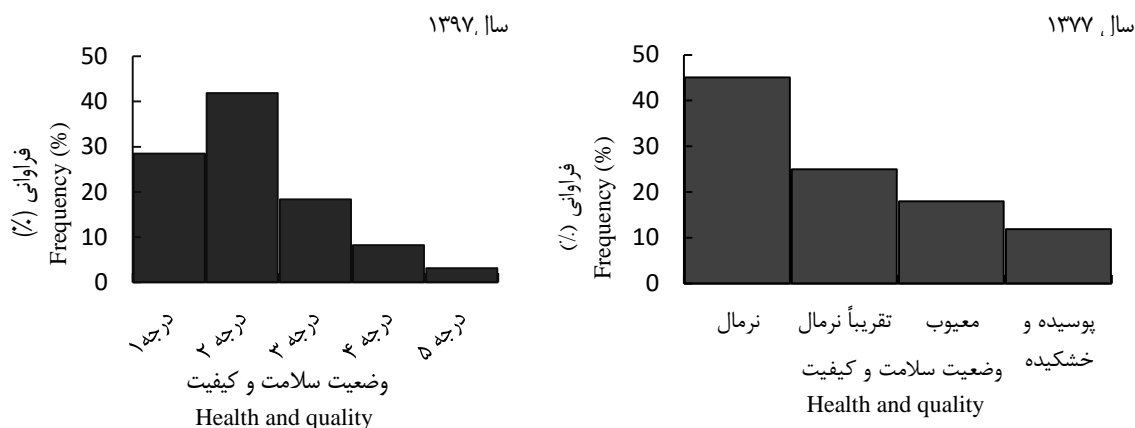 سال ۱۳۹۷
50
40
30
20
10
0
فراوانی (%)
Frequency (%)
درجه۱
درجه ۲
درجه ۳
درجه ۴
درجه ۵
وضعیت سلامت و کیفیت
Health and quality
سال ۱۳۷۷
50
40
30
20
10
0
فراوانی (٪)
Frequency (%)
نرمال
تقریباً نرمال
معیوب
پوسیده و
خشکیده
وضعیت سلامت و کیفیت
Health and quality